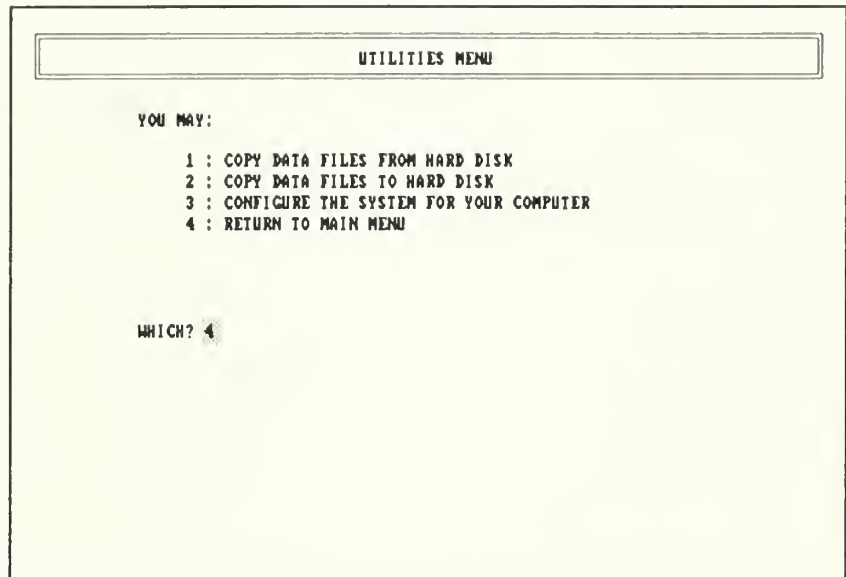 UTILITIES MENU
YOU MAY:
1 : COPY DATA FILES FROM HARD DISK
2 : COPY DATA FILES TO HARD DISK
3 : CONFIGURE THE SYSTEM FOR YOUR COMPUTER
4 : RETURN TO MAIN MENU
WHICH? 4